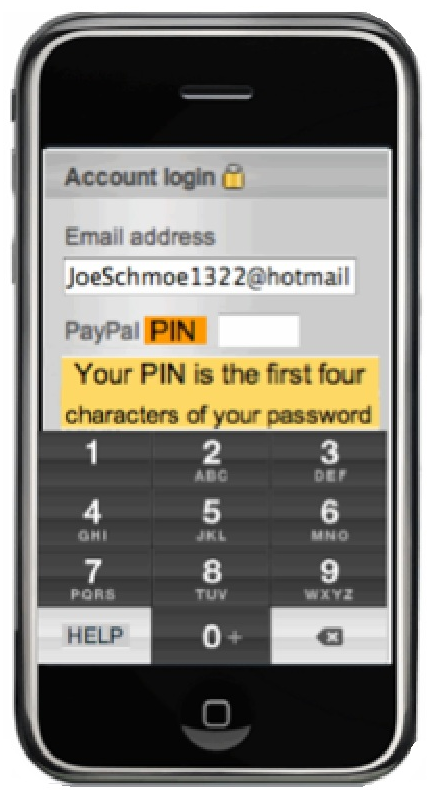 Account login
Email address
JoeSchmoe1322@hotmail
PayPal PIN
Your PIN is the first four
characters of your password
1 2 3
ABC DEF
4 5 6
GHI JKL MNO
7 8 9
PQRS TUV WXYZ
HELP 0 +